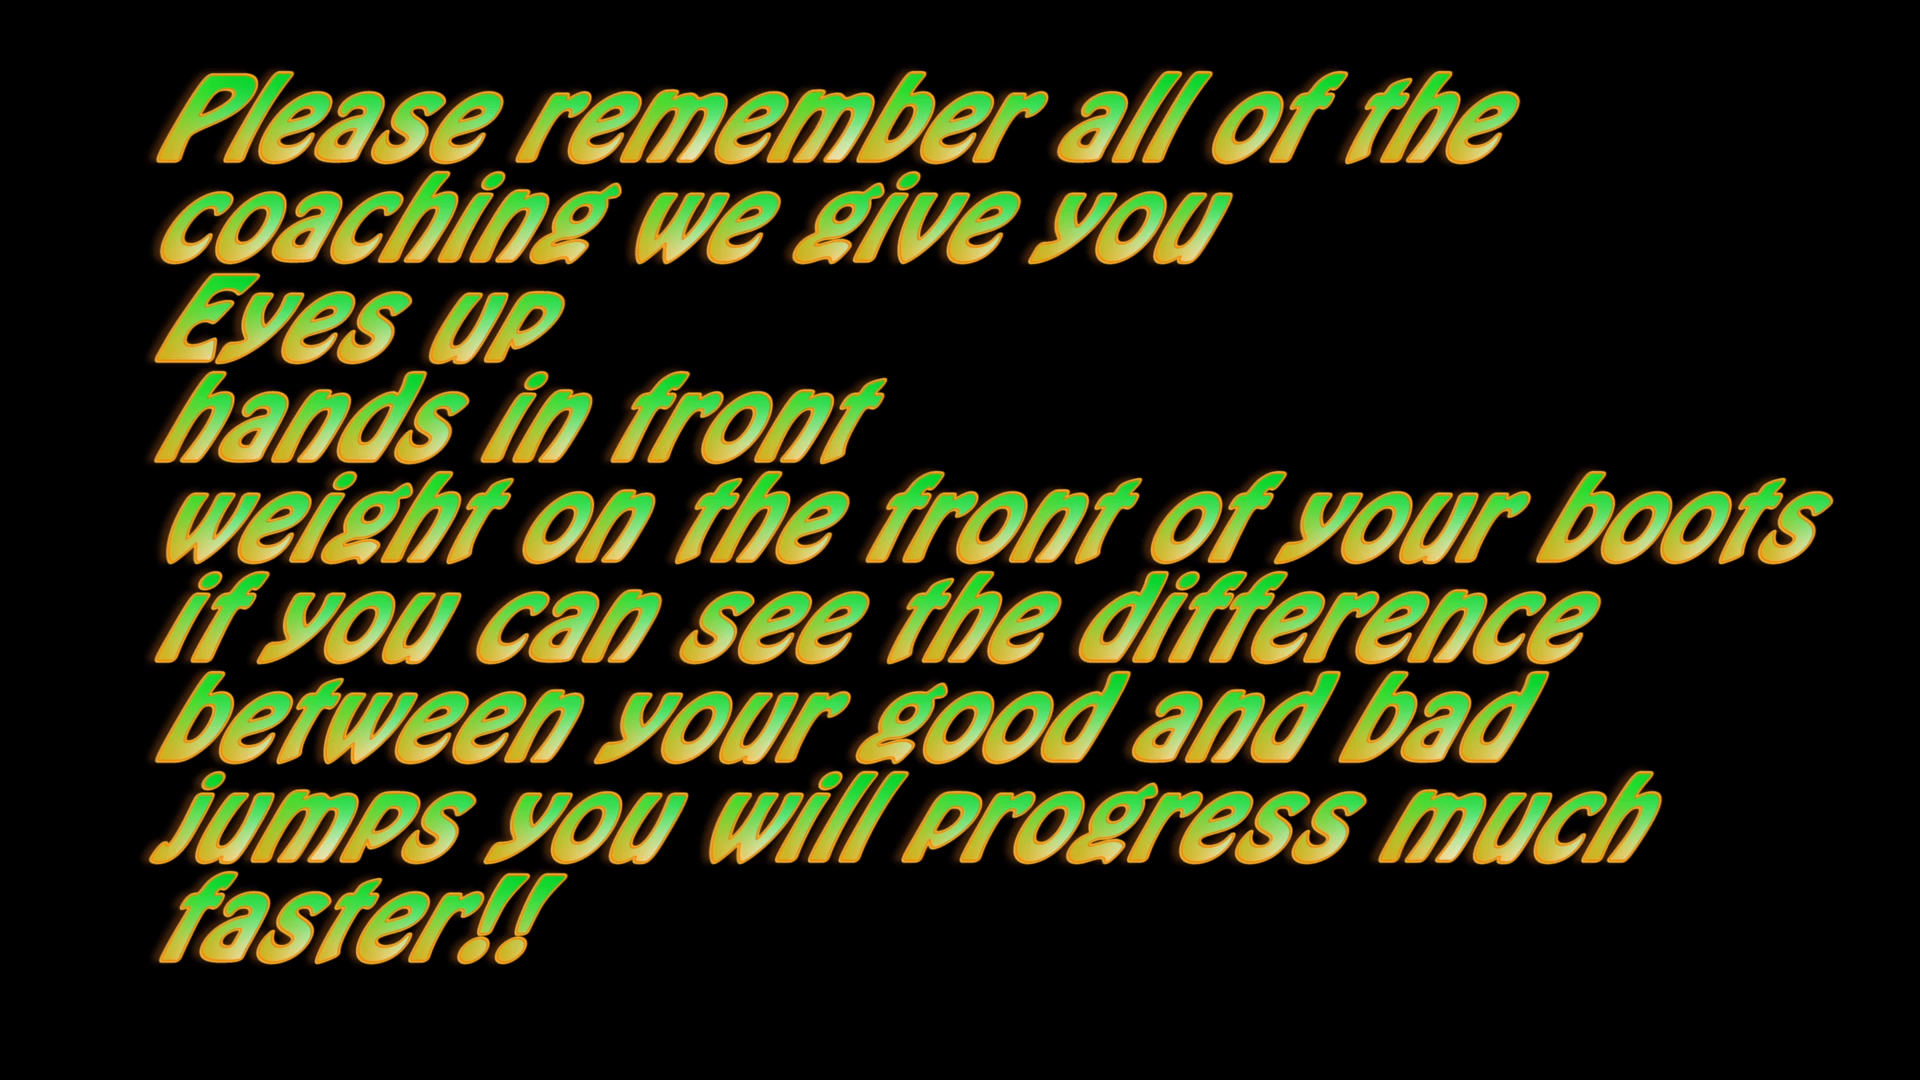 Please remember all of the
coaching we give you
Eyes up
hands in front
weight on the front of your boots
if you can see the difference
between your good and bad
jumps you will progress much
faster!!